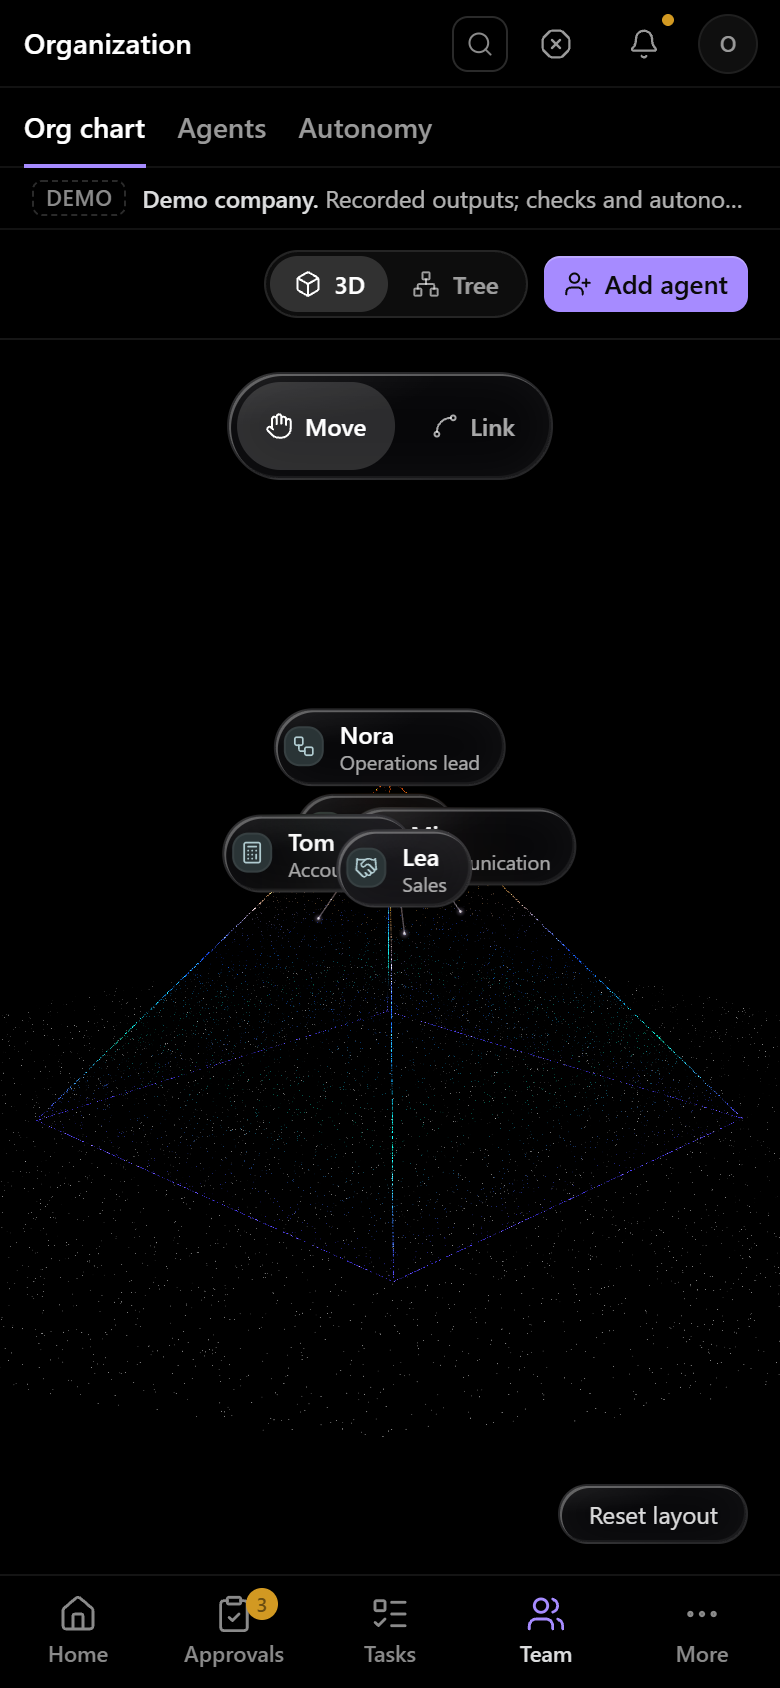 Organization
O
Org chart Agents Autonomy
DEMO Demo company. Recorded outputs; checks and autono...
3D Tree Add agent
Move Link
Nora
Operations lead
Tom
Lea
Sales
Reset layout
3
Home Approvals Tasks Team More